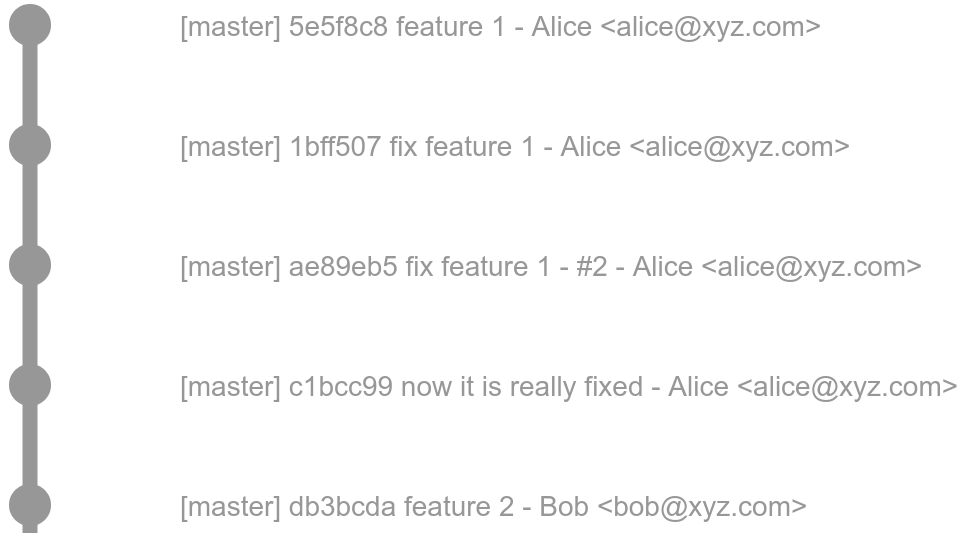 [master] 5e5f8c8 feature 1 - Alice <alice@xyz.com>
[master] 1bff507 fix feature 1 - Alice <alice@xyz.com>
[master] ae89eb5 fix feature 1 - #2 - Alice <alice@xyz.com>
[master] c1bcc99 now it is really fixed - Alice <alice@xyz.com>
[master] db3bcda feature 2 - Bob <bob@xyz.com>